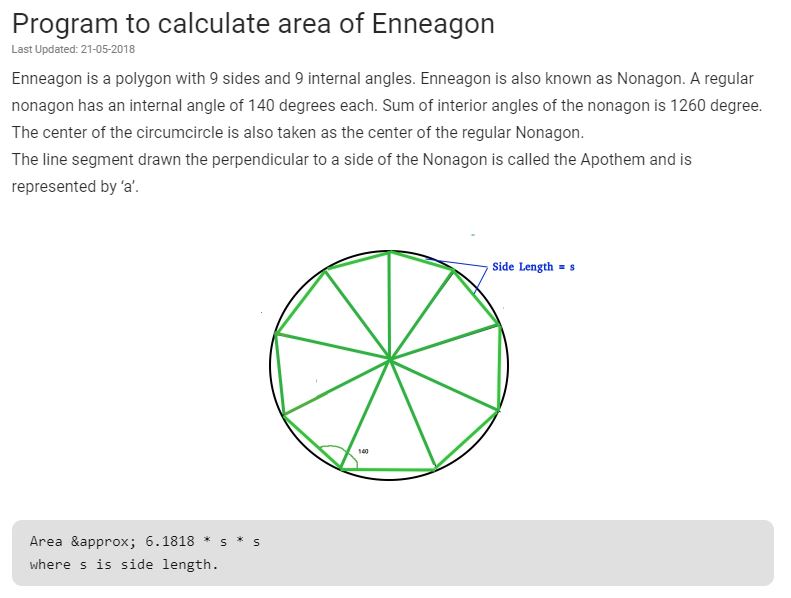 Program to calculate area of Enneagon
Last Updated: 21-05-2018
Enneagon is a polygon with 9 sides and 9 internal angles. Enneagon is also known as Nonagon. A regular
nonagon has an internal angle of 140 degrees each. Sum of interior angles of the nonagon is 1260 degree.
The center of the circumcircle is also taken as the center of the regular Nonagon.
The line segment drawn the perpendicular to a side of the Nonagon is called the Apothem and is
represented by ‘a’.
Side Length = s
140
Area &approx; 6.1818 * s * s
where s is side length.